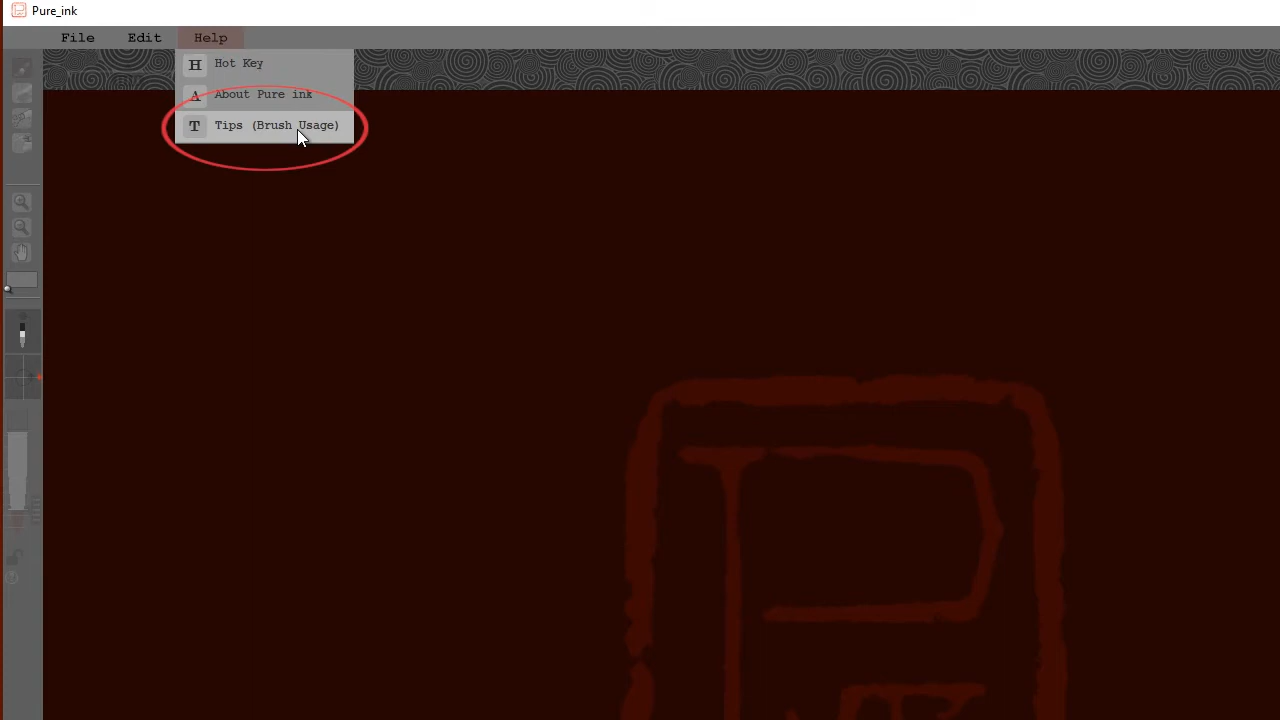 Pure_ink
File Edit Help
H Hot Key
A About Pure ink
T Tips (Brush Usage)